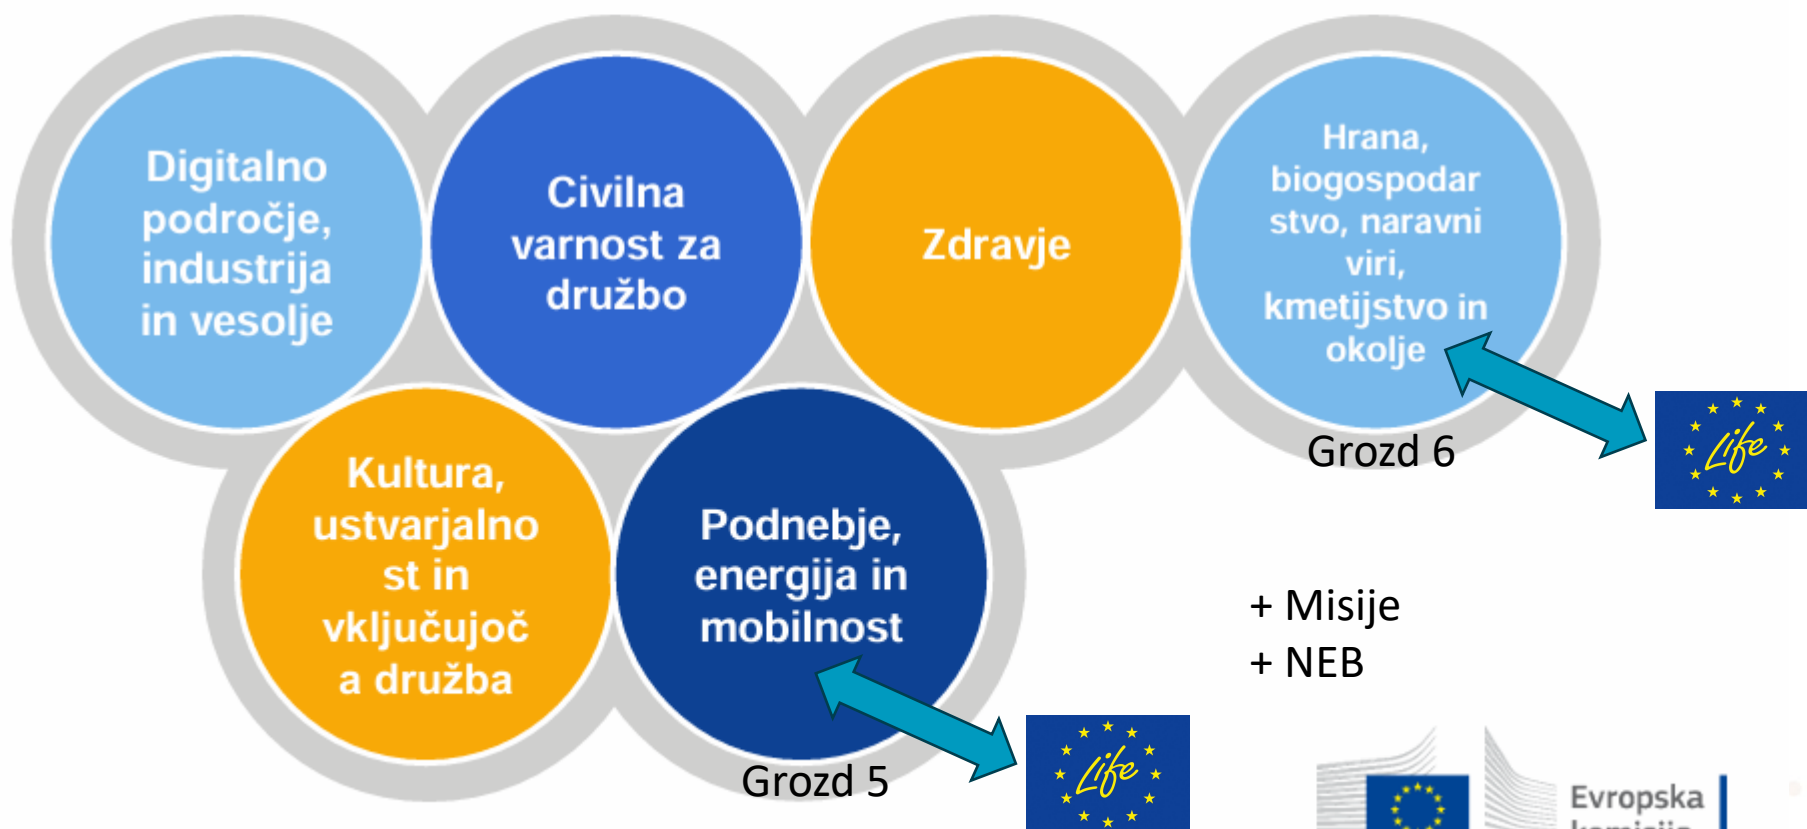 Digitalno
področje,
industrija
in vesolje
Civilna
varnost za
družbo
Zdravje
Hrana,
biogospodar
stvo, naravni
viri,
kmetijstvo in
okolje
Grozd 6
Life
Kultura,
ustvarjalno
st in
vključujoč
a družba
Podnebje,
energija in
mobilnost
Grozd 5
Life
+ Misije
+ NEB
Evropska
komisija